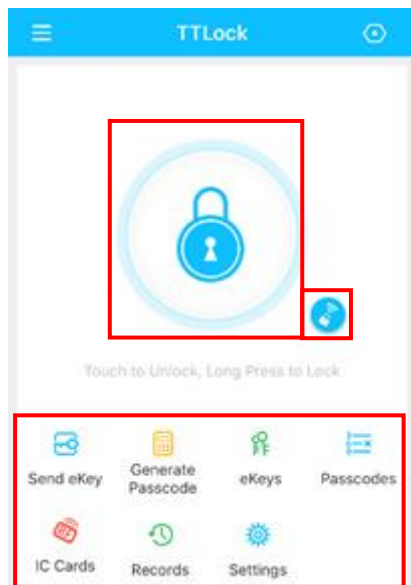 TTLock
Touch to Unlock, Long Press to Lock
Send eKey
Generate
Passcode
eKeys
Passcodes
IC Cards
Records
Settings